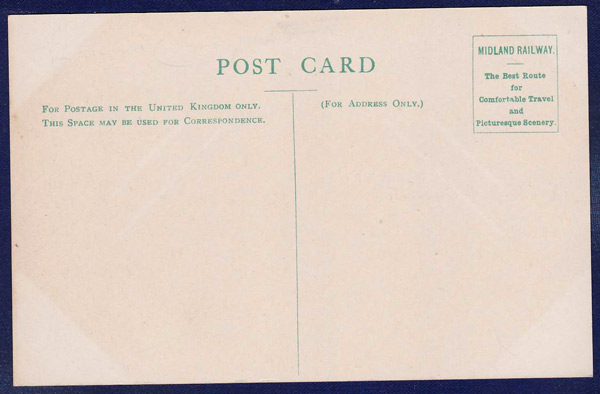 POST CARD
FOR POSTAGE IN THE UNITED KINGDOM ONLY.
THIS SPACE MAY BE USED FOR CORRESPONDENCE.
(FOR ADDRESS ONLY.)
MIDLAND RAILWAY.
The Best Route
for
Comfortable Travel
and
Picturesque Scenery.